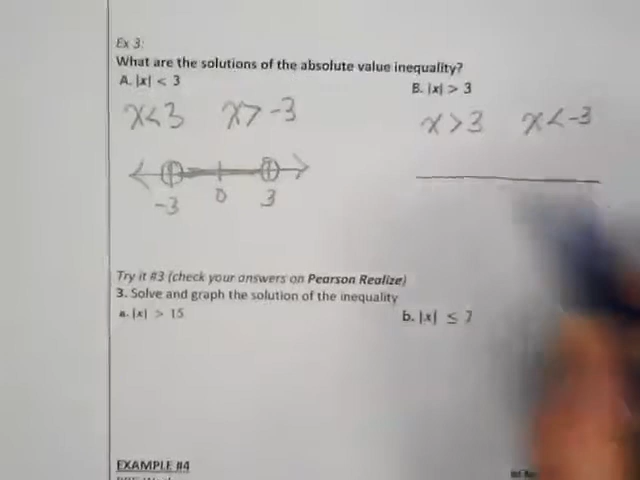 Ex 3:
What are the solutions of the absolute value inequality?
A. |x| < 3
B. |x| > 3
x<3 x>-3
x>3 x<-3
-3 0 3
Try it #3 (check your answers on Pearson Realize)
3. Solve and graph the solution of the inequality
a. |x| > 15
b. |x| ≤ 7
EXAMPLE #4